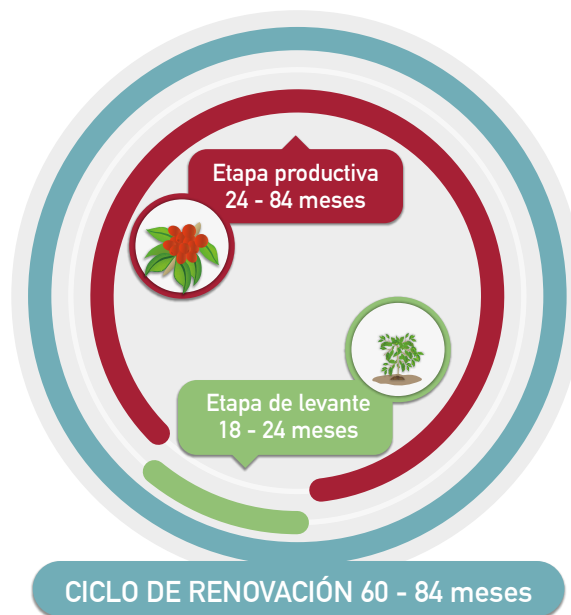 Etapa productiva
24 - 84 meses
Etapa de levante
18 - 24 meses
CICLO DE RENOVACIÓN 60 - 84 meses